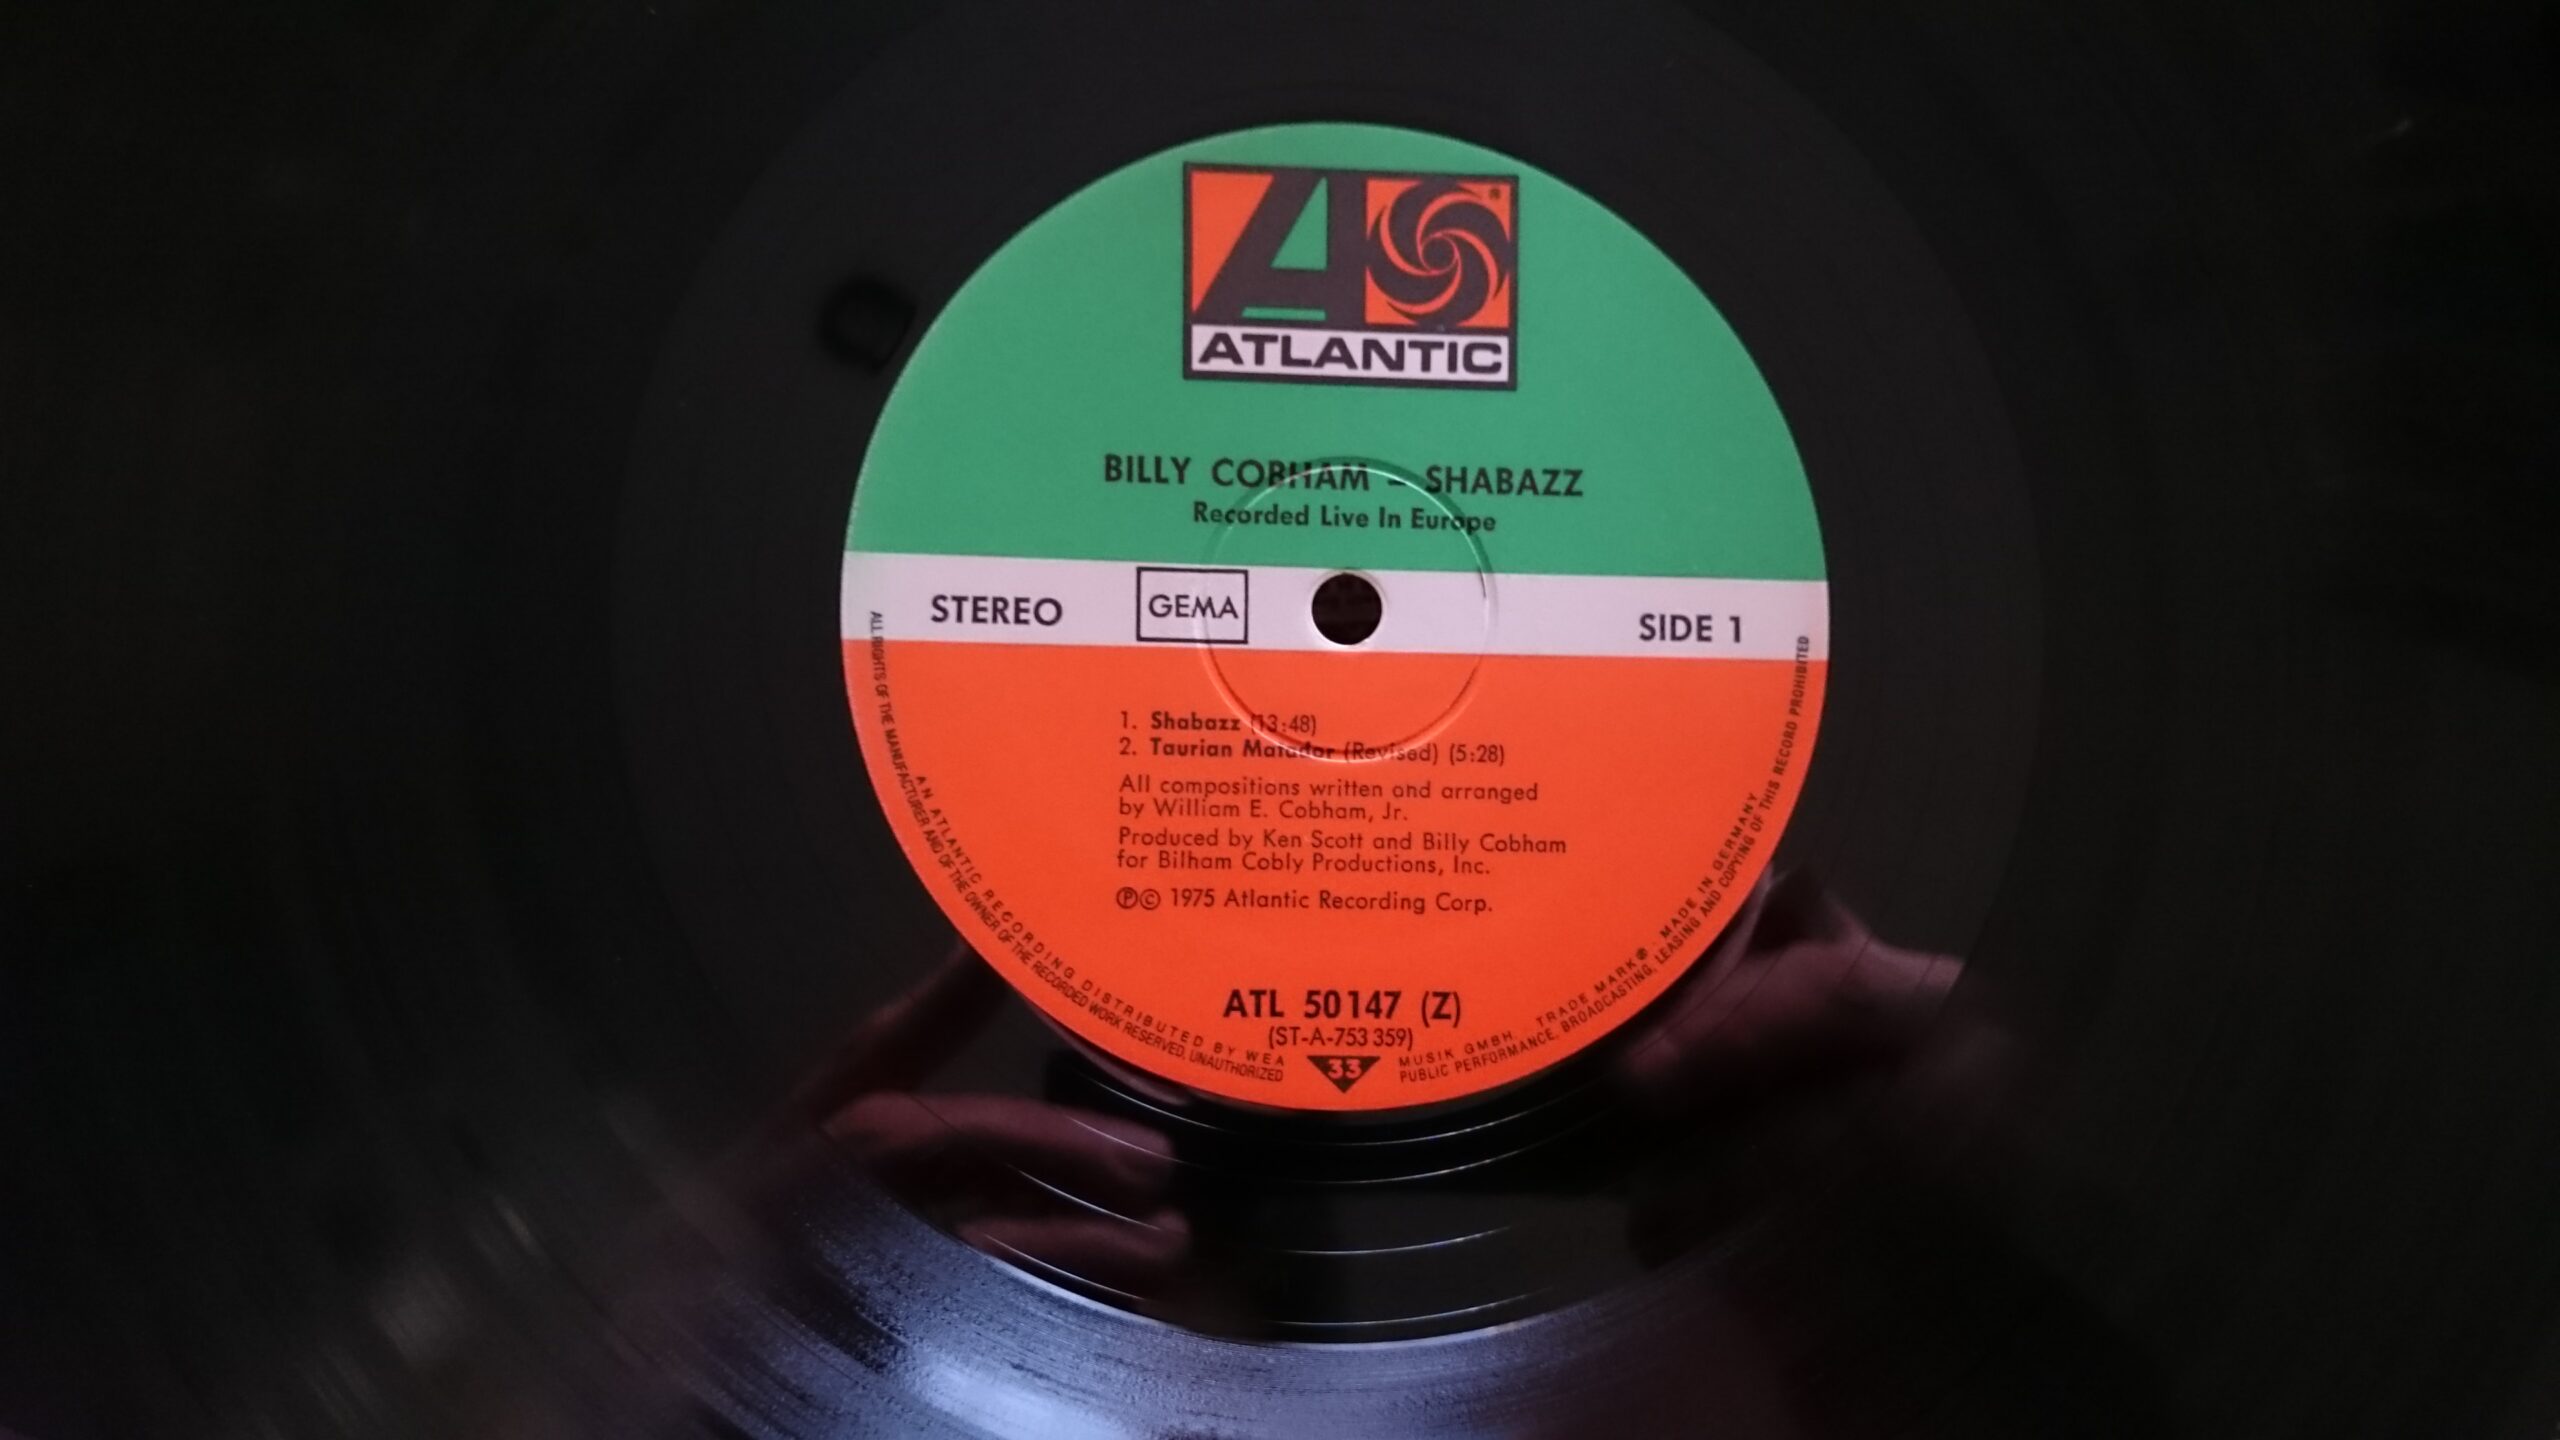 ATLANTIC
BILLY COBHAM – SHABAZZ
Recorded Live In Europe
STEREO GEMA SIDE 1
1. Shabazz (13:48)
2. Taurian Matador (Revised) (5:28)
All compositions written and arranged
by William E. Cobham, Jr.
Produced by Ken Scott and Billy Cobham
for Bilham Cobly Productions, Inc.
Ⓟ© 1975 Atlantic Recording Corp.
ATL 50147 (Z)
(ST-A-753 359)
33
AN ATLANTIC RECORDING DISTRIBUTED BY WEA MUSIK GMBH. TRADE MARK® · MADE IN GERMANY
ALL RIGHTS OF THE MANUFACTURER AND OF THE OWNER OF THE RECORDED WORK RESERVED. UNAUTHORIZED PUBLIC PERFORMANCE, BROADCASTING, LEASING AND COPYING OF THIS RECORD PROHIBITED